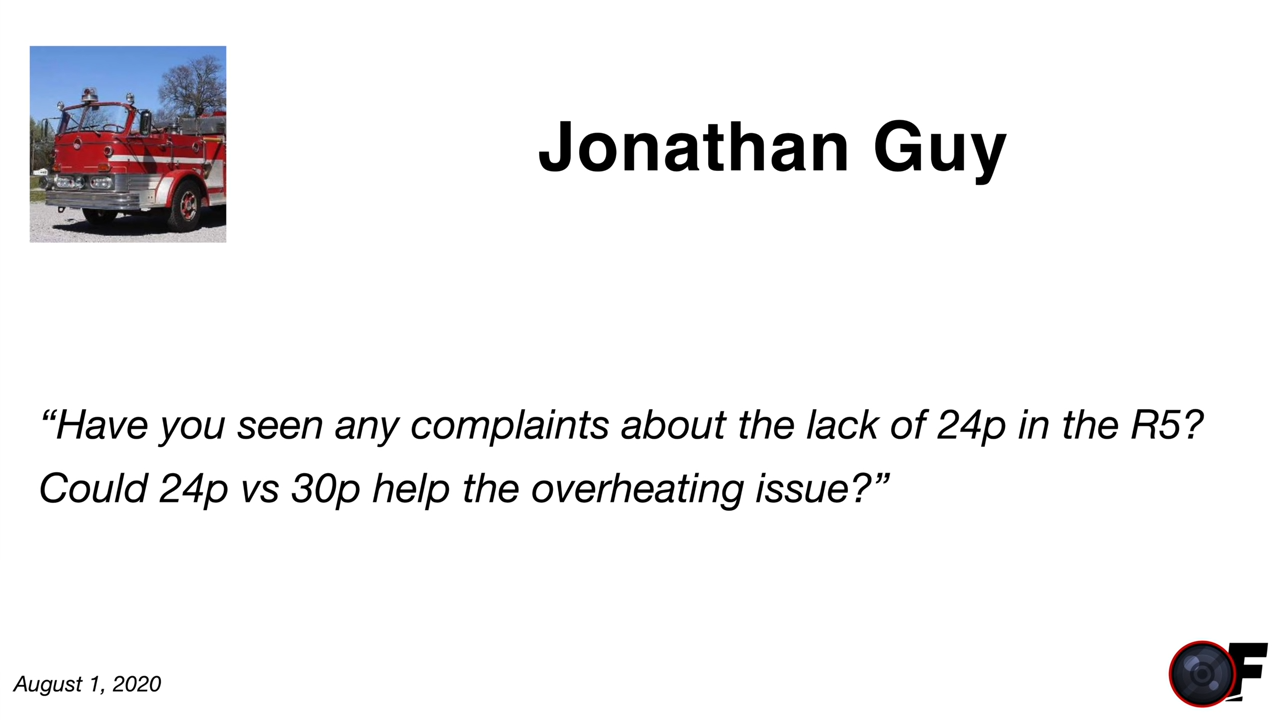 Jonathan Guy
“Have you seen any complaints about the lack of 24p in the R5?
Could 24p vs 30p help the overheating issue?”
August 1, 2020
F